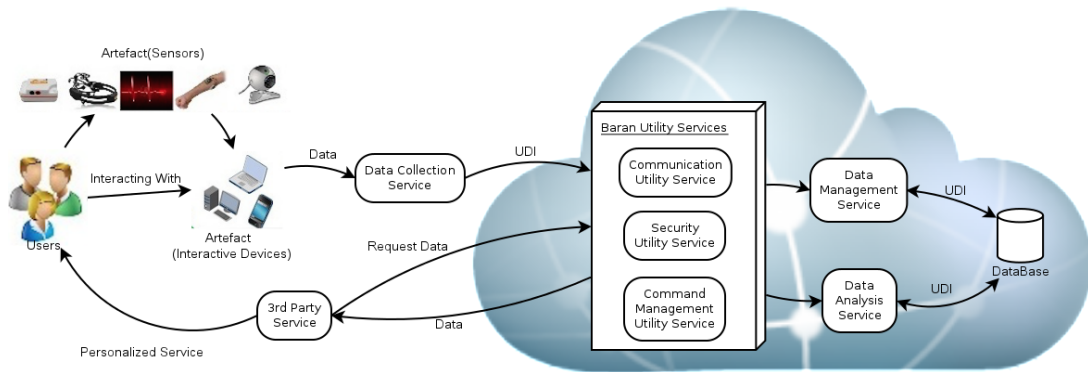 Artefact(Sensors)
Interacting With
Users
Artefact
(Interactive Devices)
Data
Data Collection
Service
UDI
Request Data
3rd Party
Service
Data
Personalized Service
Baran Utility Services
Communication
Utility Service
Security
Utility Service
Command
Management
Utility Service
Data
Management
Service
UDI
DataBase
Data
Analysis
Service
UDI